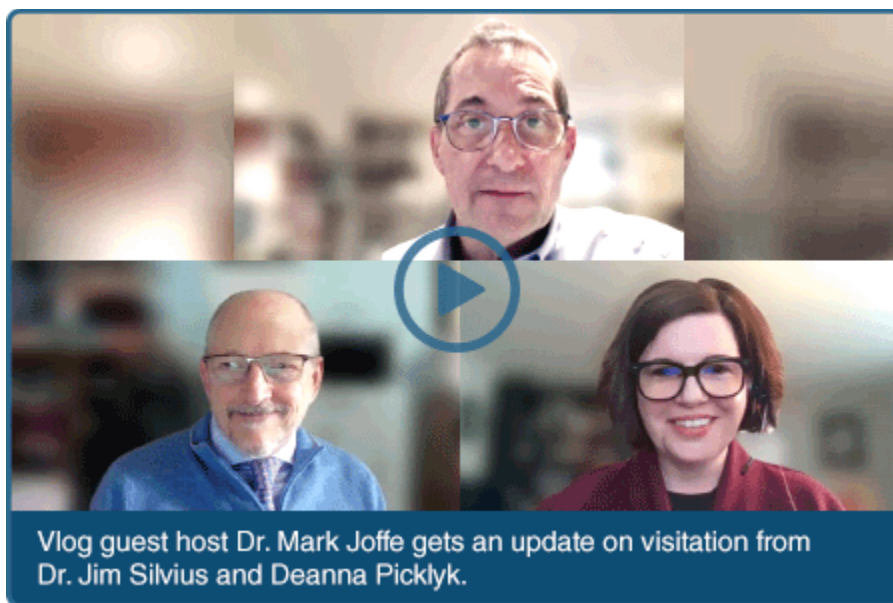 Vlog guest host Dr. Mark Joffe gets an update on visitation from
Dr. Jim Silvius and Deanna Picklyk.